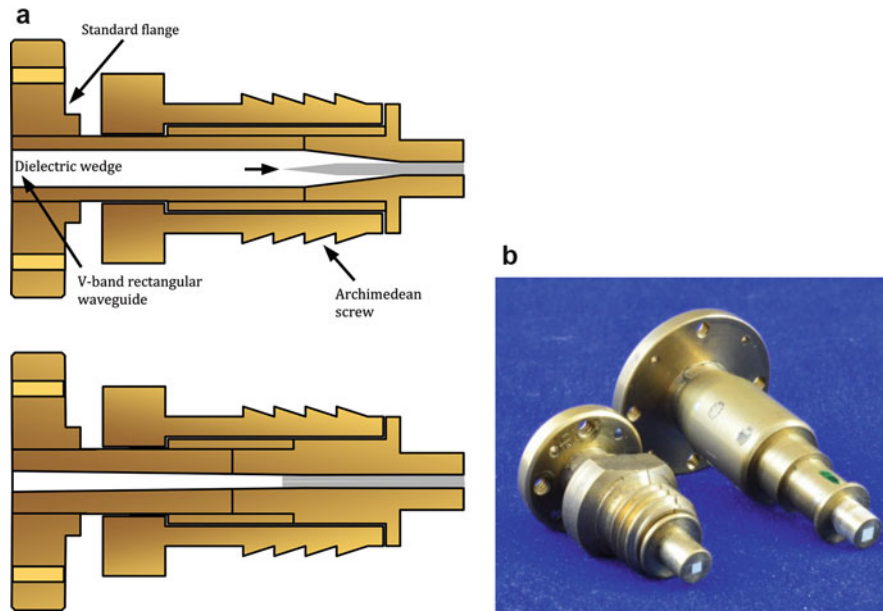 a
Standard flange
Dielectric wedge
V-band rectangular
waveguide
Archimedean
screw
b